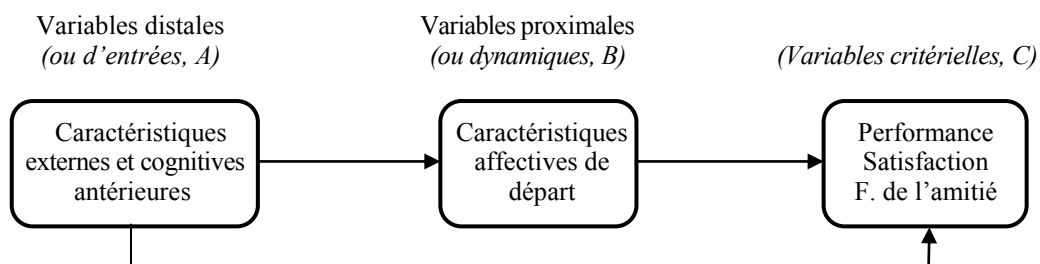 Variables distales
(ou d'entrées, A)
Variables proximales
(ou dynamiques, B)
(Variables critérielles, C)
Caractéristiques
externes et cognitives
antérieures
Caractéristiques
affectives de
départ
Performance
Satisfaction
F. de l'amitié